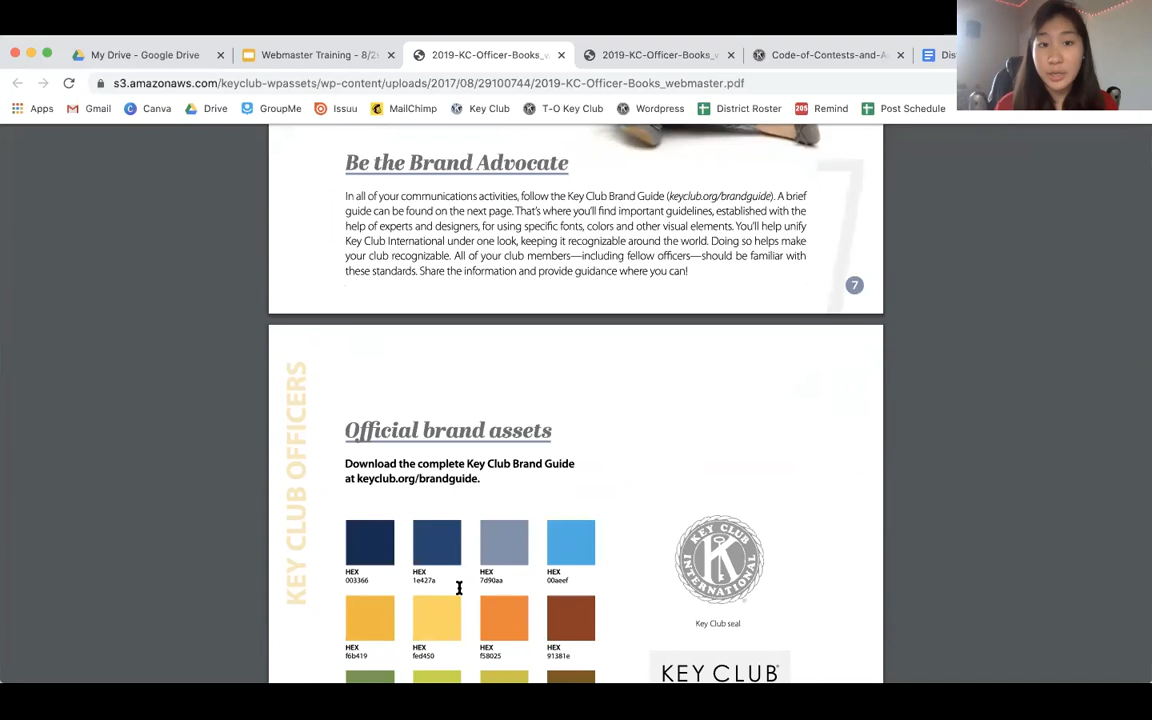 My Drive - Google Drive
Webmaster Training - 8/2
2019-KC-Officer-Books_
2019-KC-Officer-Books_w
Code-of-Contests-and-A
Dis
s3.amazonaws.com/keyclub-wpassets/wp-content/uploads/2017/08/29100744/2019-KC-Officer-Books_webmaster.pdf
Apps
Gmail
Canva
Drive
GroupMe
Issuu
MailChimp
Key Club
T-O Key Club
Wordpress
District Roster
205
Remind
Post Schedule
Be the Brand Advocate
In all of your communications activities, follow the Key Club Brand Guide (keyclub.org/brandguide). A brief
guide can be found on the next page. That's where you'll find important guidelines, established with the
help of experts and designers, for using specific fonts, colors and other visual elements. You'll help unify
Key Club International under one look, keeping it recognizable around the world. Doing so helps make
your club recognizable. All of your club members—including fellow officers—should be familiar with
these standards. Share the information and provide guidance where you can!
7
7
KEY CLUB OFFICERS
Official brand assets
Download the complete Key Club Brand Guide
at keyclub.org/brandguide.
HEX
003366
HEX
1e427a
HEX
7d90aa
HEX
00aeef
KEY CLUB
K
INTERNATIONAL
Key Club seal
HEX
f6b419
HEX
fed450
HEX
f58025
HEX
91381e
KEY CLUB®